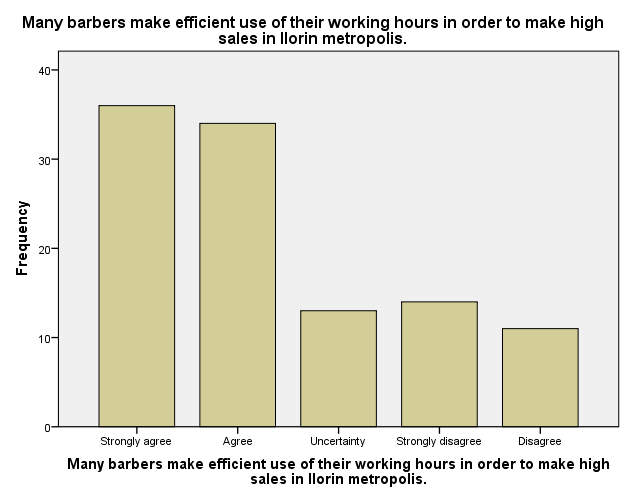 Many barbers make efficient use of their working hours in order to make high
sales in Ilorin metropolis.
40
30
20
10
0
Frequency
Strongly agree
Agree
Uncertainty
Strongly disagree
Disagree
Many barbers make efficient use of their working hours in order to make high
sales in Ilorin metropolis.